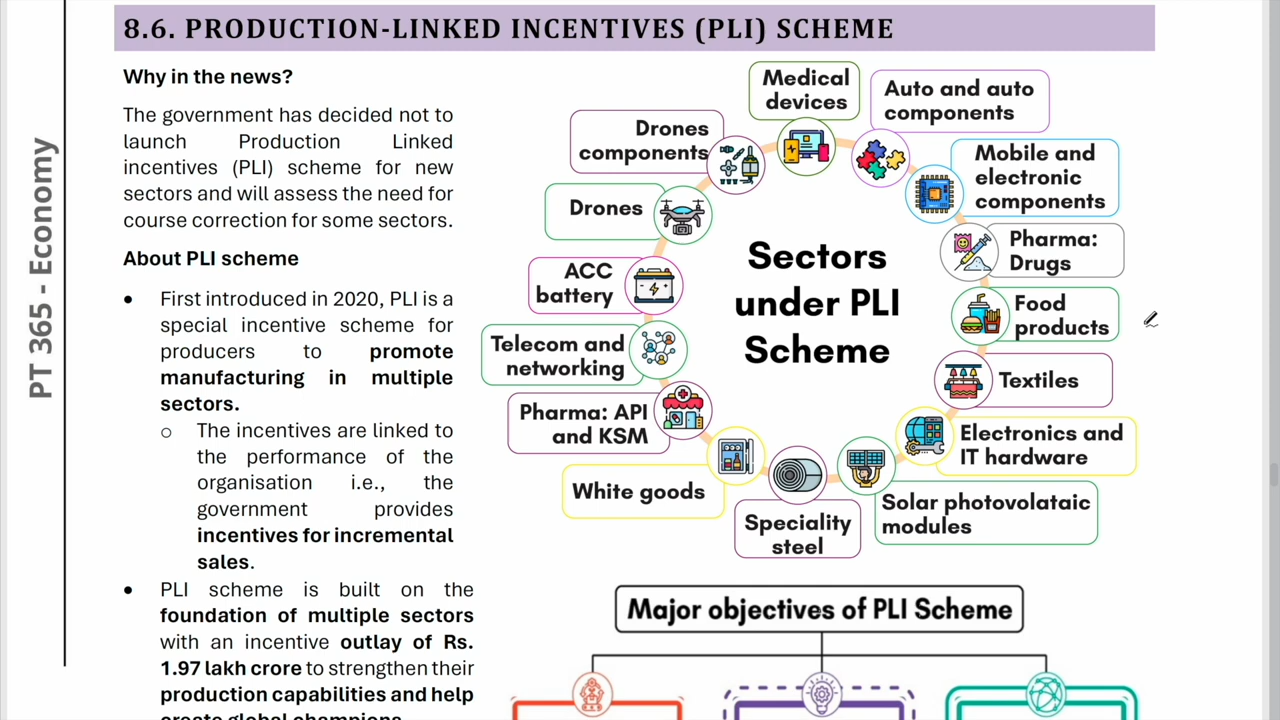 8.6. PRODUCTION-LINKED INCENTIVES (PLI) SCHEME
PT 365 - Economy
Why in the news?
The government has decided not to
launch Production Linked
incentives (PLI) scheme for new
sectors and will assess the need for
course correction for some sectors.
About PLI scheme
• First introduced in 2020, PLI is a
special incentive scheme for
producers to promote
manufacturing in multiple
sectors.
o The incentives are linked to
the performance of the
organisation i.e., the
government provides
incentives for incremental
sales.
• PLI scheme is built on the
foundation of multiple sectors
with an incentive outlay of Rs.
1.97 lakh crore to strengthen their
production capabilities and help
create global champions.
Sectors
under PLI
Scheme
Medical
devices
Auto and auto
components
Mobile and
electronic
components
Pharma:
Drugs
Food
products
Textiles
Electronics and
IT hardware
Solar photovolataic
modules
Speciality
steel
White goods
Pharma: API
and KSM
Telecom and
networking
ACC
battery
Drones
Drones
components
Major objectives of PLI Scheme